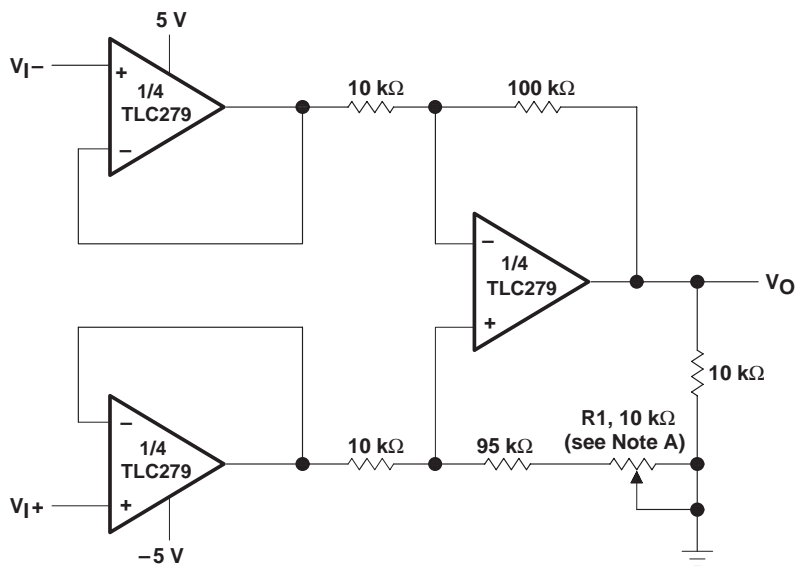 5 V
VI−
+
1/4
TLC279
−
10 kΩ
100 kΩ
−
1/4
TLC279
+
VO
10 kΩ
R1, 10 kΩ
(see Note A)
−
1/4
TLC279
+
10 kΩ
95 kΩ
VI+
−5 V